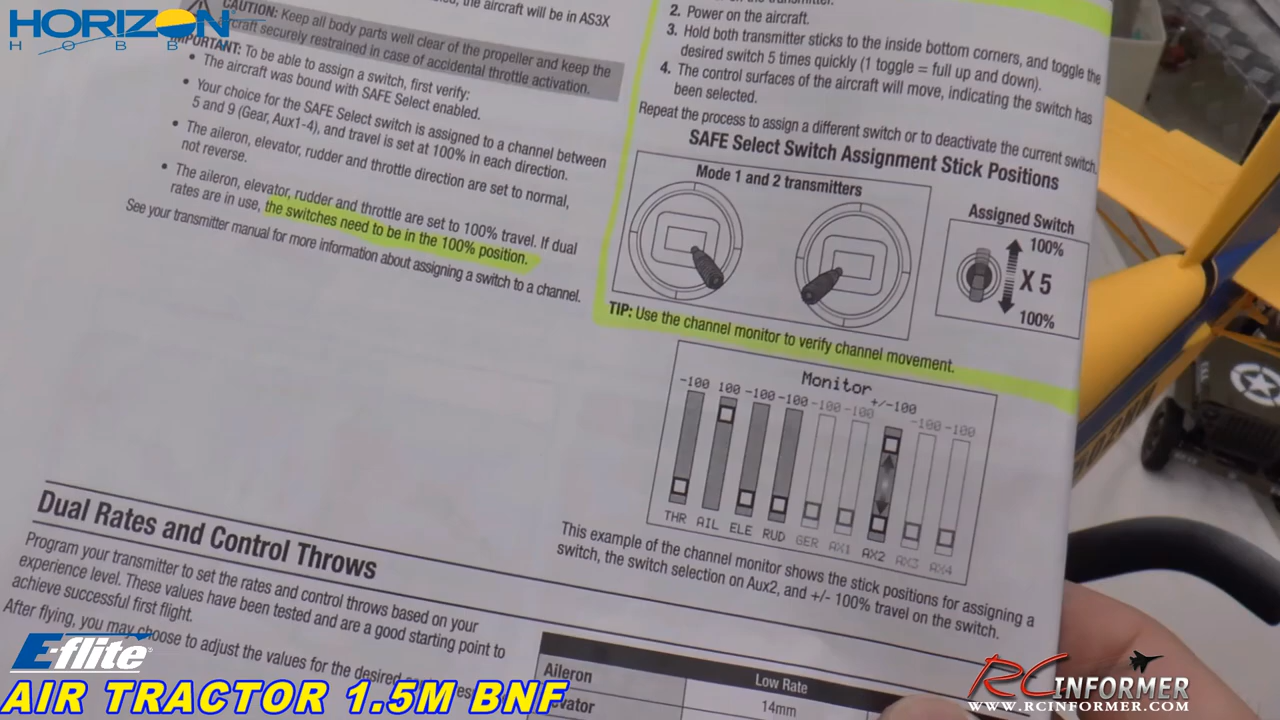 HORIZON
HOBBY
the aircraft will be in AS3X
CAUTION: Keep all body parts well clear of the propeller and keep the
aircraft securely restrained in case of accidental throttle activation.
IMPORTANT: To be able to assign a switch, first verify:
• The aircraft was bound with SAFE Select enabled.
• Your choice for the SAFE Select switch is assigned to a channel between
5 and 9 (Gear, Aux1-4), and travel is set at 100% in each direction.
• The aileron, elevator, rudder and throttle direction are set to normal,
not reverse.
• The aileron, elevator, rudder and throttle are set to 100% travel. If dual
rates are in use, the switches need to be in the 100% position.
See your transmitter manual for more information about assigning a switch to a channel.
Dual Rates and Control Throws
Program your transmitter to set the rates and control throws based on your
experience level. These values have been tested and are a good starting point to
achieve successful first flight.
After flying, you may choose to adjust the values for the desired
2. Power on the aircraft.
3. Hold both transmitter sticks to the inside bottom corners, and toggle the
desired switch 5 times quickly (1 toggle = full up and down).
4. The control surfaces of the aircraft will move, indicating the switch has
been selected.
Repeat the process to assign a different switch or to deactivate the current switch.
SAFE Select Switch Assignment Stick Positions
Mode 1 and 2 transmitters
Assigned Switch
100%
X 5
100%
TIP: Use the channel monitor to verify channel movement.
Monitor
-100 100 -100 -100 -100 -100 +/-100 -100 -100
THR AIL ELE RUD GER AX1 AX2 AX3 AX4
This example of the channel monitor shows the stick positions for assigning a
switch, the switch selection on Aux2, and +/- 100% travel on the switch.
Low Rate
Aileron
14mm
E-flite
AIR TRACTOR 1.5M BNF
RC INFORMER
WWW.RCINFORMER.COM